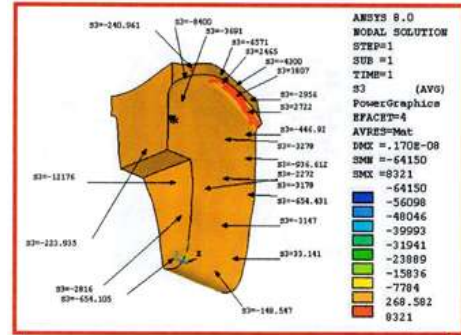 S3=-240.961
S3=-8400
S3=-3691
S3=-6571
S3=2465
S3=-4300
S3=3807
S3=-2956
S3=2722
S3=-446.92
S3=-3278
S3=-936.612
S3=-2272
S3=-3178
S3=-654.431
S3=-3147
S3=33.141
S3=-148.547
S3=-12176
S3=-223.935
S3=-2816
S3=-654.105
ANSYS 8.0
NODAL SOLUTION
STEP=1
SUB =1
TIME=1
S3 (AVG)
PowerGraphics
EFACET=4
AVRES=Mat
DMX =.170E-08
SMN =-64150
SMX =8321
-64150
-56098
-48046
-39993
-31941
-23889
-15836
-7784
268.582
8321